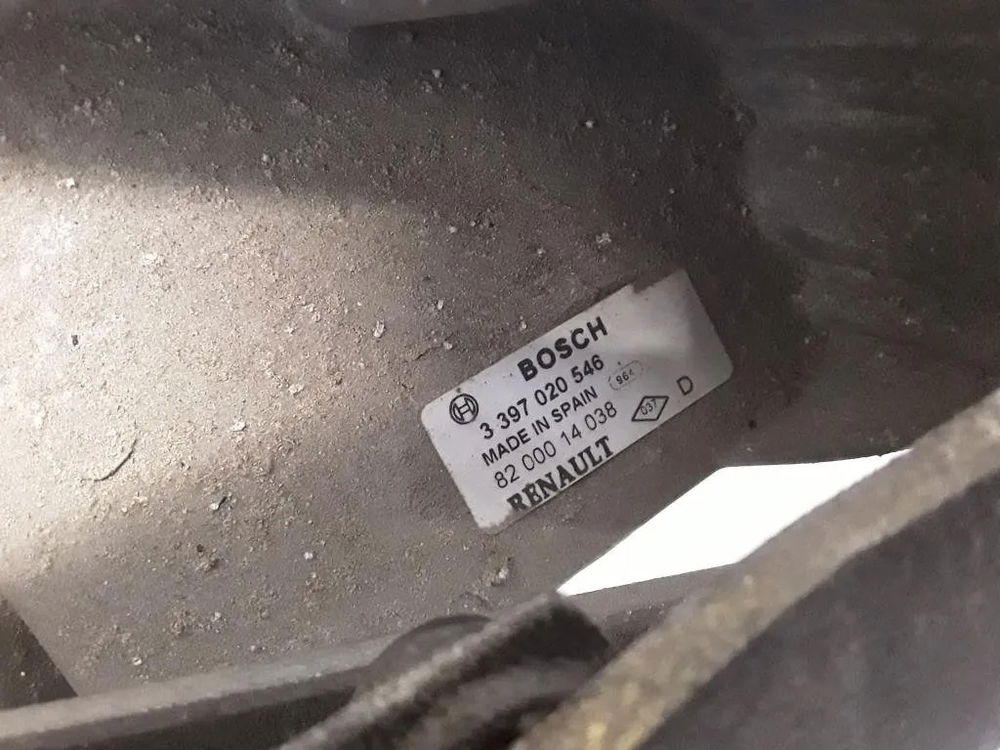 BOSCH
3 397 020 546
MADE IN SPAIN 964
82 000 14 038 037 D
RENAULT